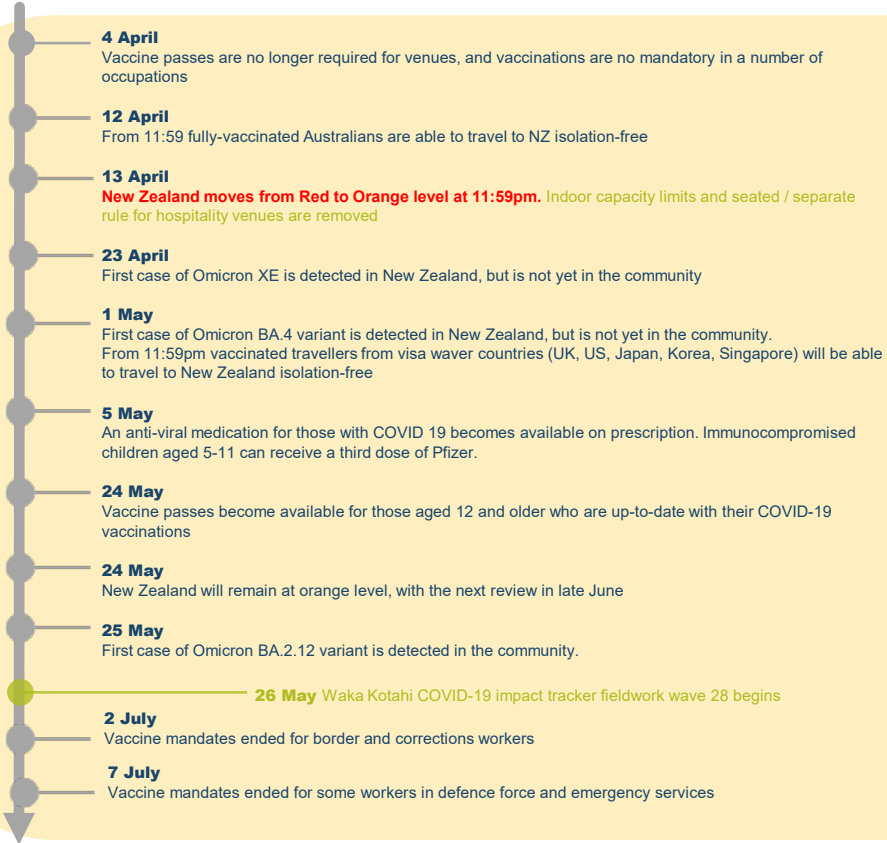 4 April
Vaccine passes are no longer required for venues, and vaccinations are no mandatory in a number of
occupations
12 April
From 11:59 fully-vaccinated Australians are able to travel to NZ isolation-free
13 April
New Zealand moves from Red to Orange level at 11:59pm. Indoor capacity limits and seated / separate
rule for hospitality venues are removed
23 April
First case of Omicron XE is detected in New Zealand, but is not yet in the community
1 May
First case of Omicron BA.4 variant is detected in New Zealand, but is not yet in the community.
From 11:59pm vaccinated travellers from visa waver countries (UK, US, Japan, Korea, Singapore) will be able
to travel to New Zealand isolation-free
5 May
An anti-viral medication for those with COVID 19 becomes available on prescription. Immunocompromised
children aged 5-11 can receive a third dose of Pfizer.
24 May
Vaccine passes become available for those aged 12 and older who are up-to-date with their COVID-19
vaccinations
24 May
New Zealand will remain at orange level, with the next review in late June
25 May
First case of Omicron BA.2.12 variant is detected in the community.
26 May Waka Kotahi COVID-19 impact tracker fieldwork wave 28 begins
2 July
Vaccine mandates ended for border and corrections workers
7 July
Vaccine mandates ended for some workers in defence force and emergency services